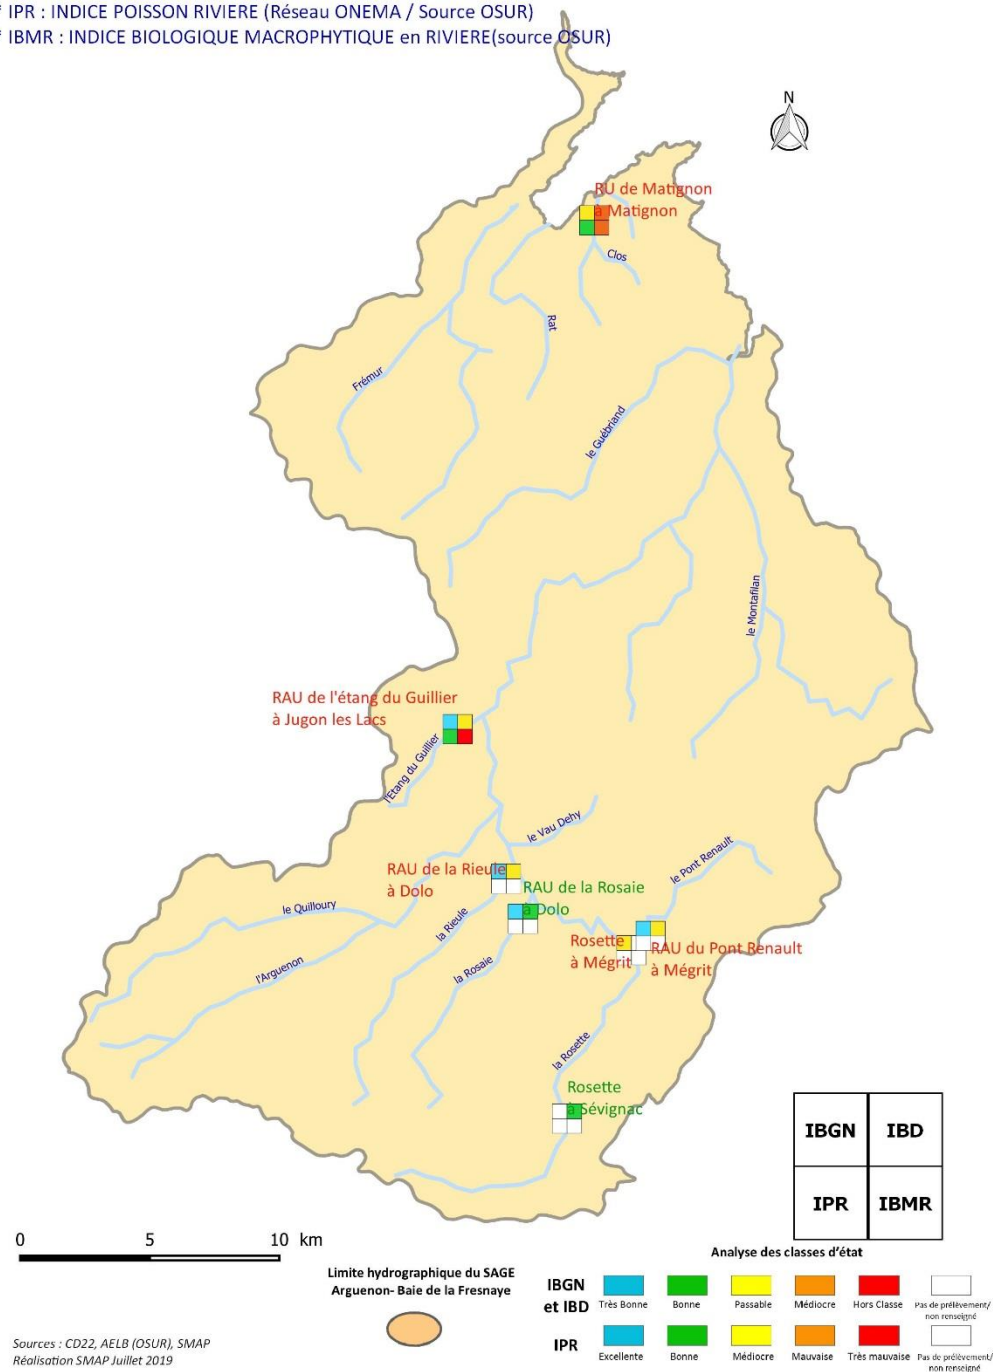 * IPR : INDICE POISSON RIVIERE (Réseau ONEMA / Source OSUR)
* IBMR : INDICE BIOLOGIQUE MACROPHYTIQUE en RIVIERE(source OSUR)
N
RU de Matignon
à Matignon
Clos
Rat
Frémur
le Guébriand
le Montafilan
RAU de l'étang du Guillier
à Jugon les Lacs
l'Etang du Guillier
le Vau Dehy
le Pont Renault
RAU de la Rieule
à Dolo
RAU de la Rosaie
à Dolo
le Quilloury
la Rieule
Rosette
à Mégrit
RAU du Pont Renault
à Mégrit
l'Arguenon
la Rosaie
la Rosette
Rosette
à Sévignac
IBGN IBD
IPR IBMR
0 5 10 km
Analyse des classes d'état
Limite hydrographique du SAGE
Arguenon- Baie de la Fresnaye
IBGN
et IBD
Très Bonne Bonne Passable Médiocre Hors Classe Pas de prélèvement/
non renseigné
IPR
Excellente Bonne Médiocre Mauvaise Très mauvaise Pas de prélèvement/
non renseigné
Sources : CD22, AELB (OSUR), SMAP
Réalisation SMAP Juillet 2019